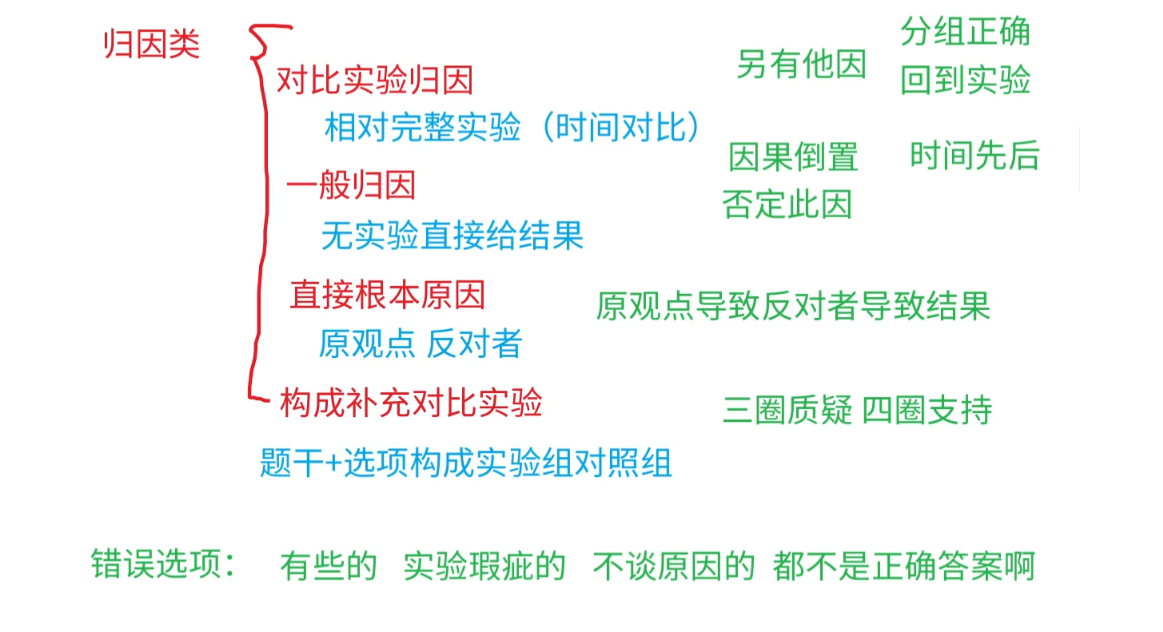 归因类
对比实验归因
相对完整实验（时间对比）
另有他因
分组正确
回到实验
一般归因
无实验直接给结果
因果倒置
时间先后
否定此因
直接根本原因
原观点 反对者
原观点导致反对者导致结果
构成补充对比实验
题干+选项构成实验组对照组
三圈质疑 四圈支持
错误选项： 有些的 实验瑕疵的 不谈原因的 都不是正确答案啊